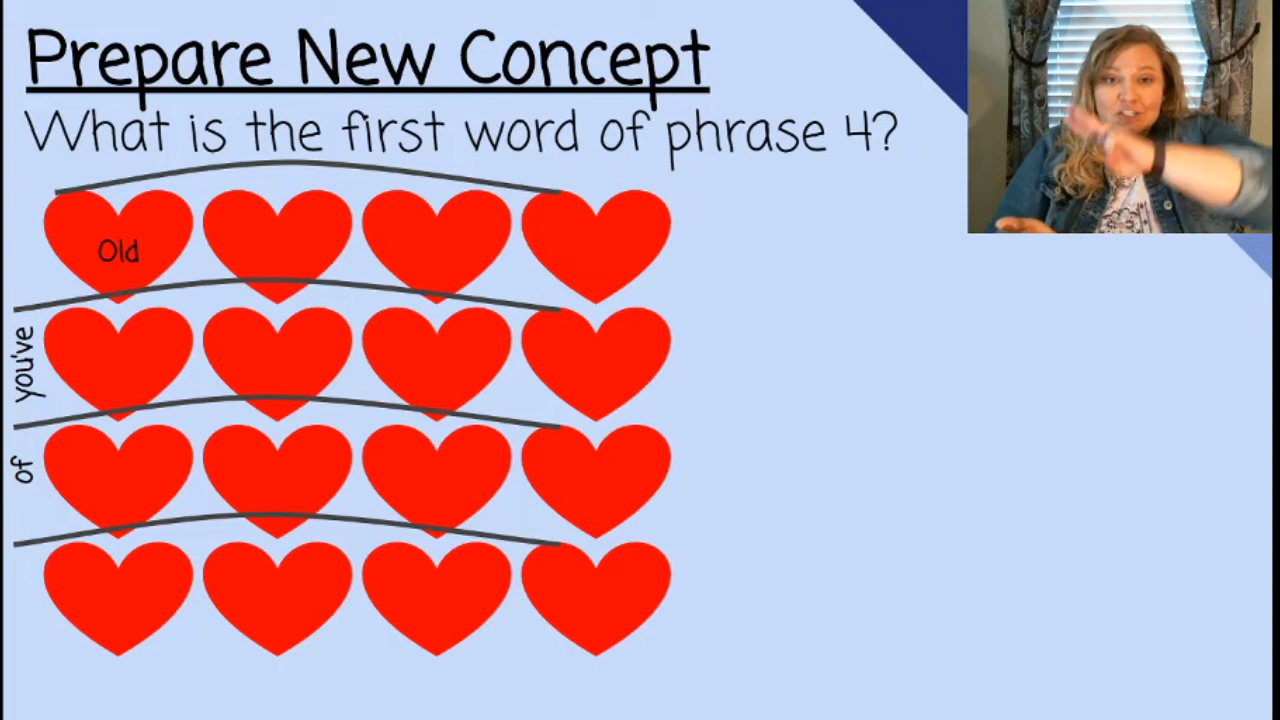 Prepare New Concept
What is the first word of phrase 4?
Old
you've
of